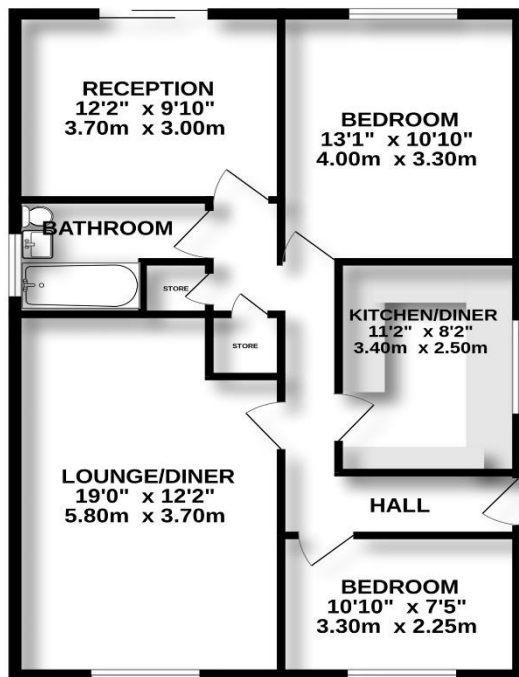 RECEPTION
12'2" x 9'10"
3.70m x 3.00m
BEDROOM
13'1" x 10'10"
4.00m x 3.30m
BATHROOM
STORE
STORE
KITCHEN/DINER
11'2" x 8'2"
3.40m x 2.50m
LOUNGE/DINER
19'0" x 12'2"
5.80m x 3.70m
HALL
BEDROOM
10'10" x 7'5"
3.30m x 2.25m